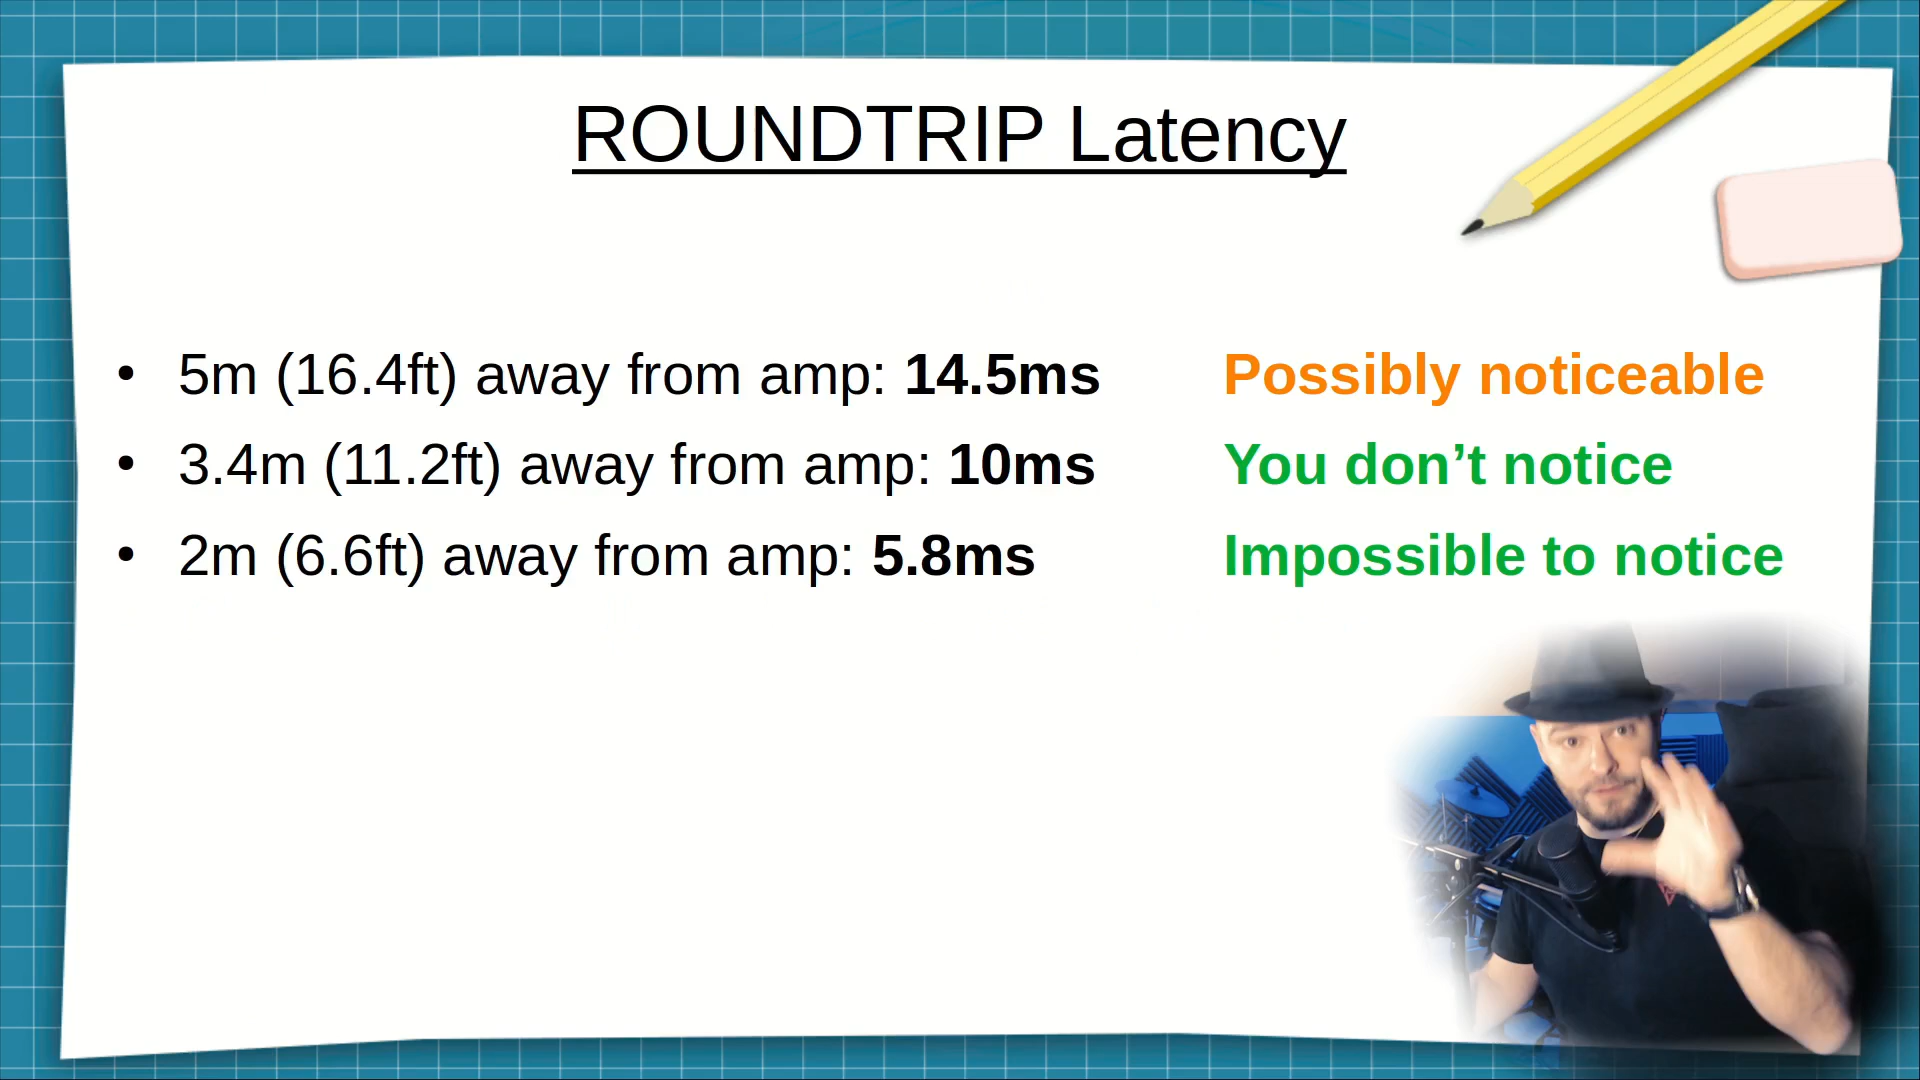 ROUNDTRIP Latency
• 5m (16.4ft) away from amp: 14.5ms Possibly noticeable
• 3.4m (11.2ft) away from amp: 10ms You don’t notice
• 2m (6.6ft) away from amp: 5.8ms Impossible to notice